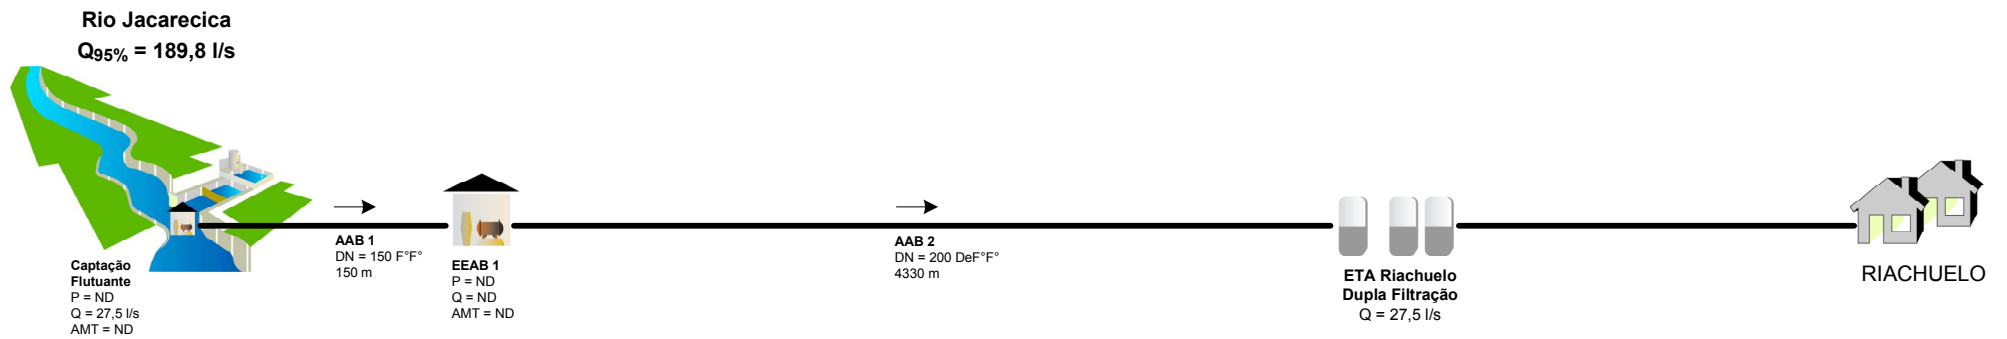 Rio Jacarecica
Q95% = 189,8 l/s
Captação
Flutuante
P = ND
Q = 27,5 l/s
AMT = ND
AAB 1
DN = 150 F°F°
150 m
EEAB 1
P = ND
Q = ND
AMT = ND
AAB 2
DN = 200 DeF°F°
4330 m
ETA Riachuelo
Dupla Filtração
Q = 27,5 l/s
RIACHUELO